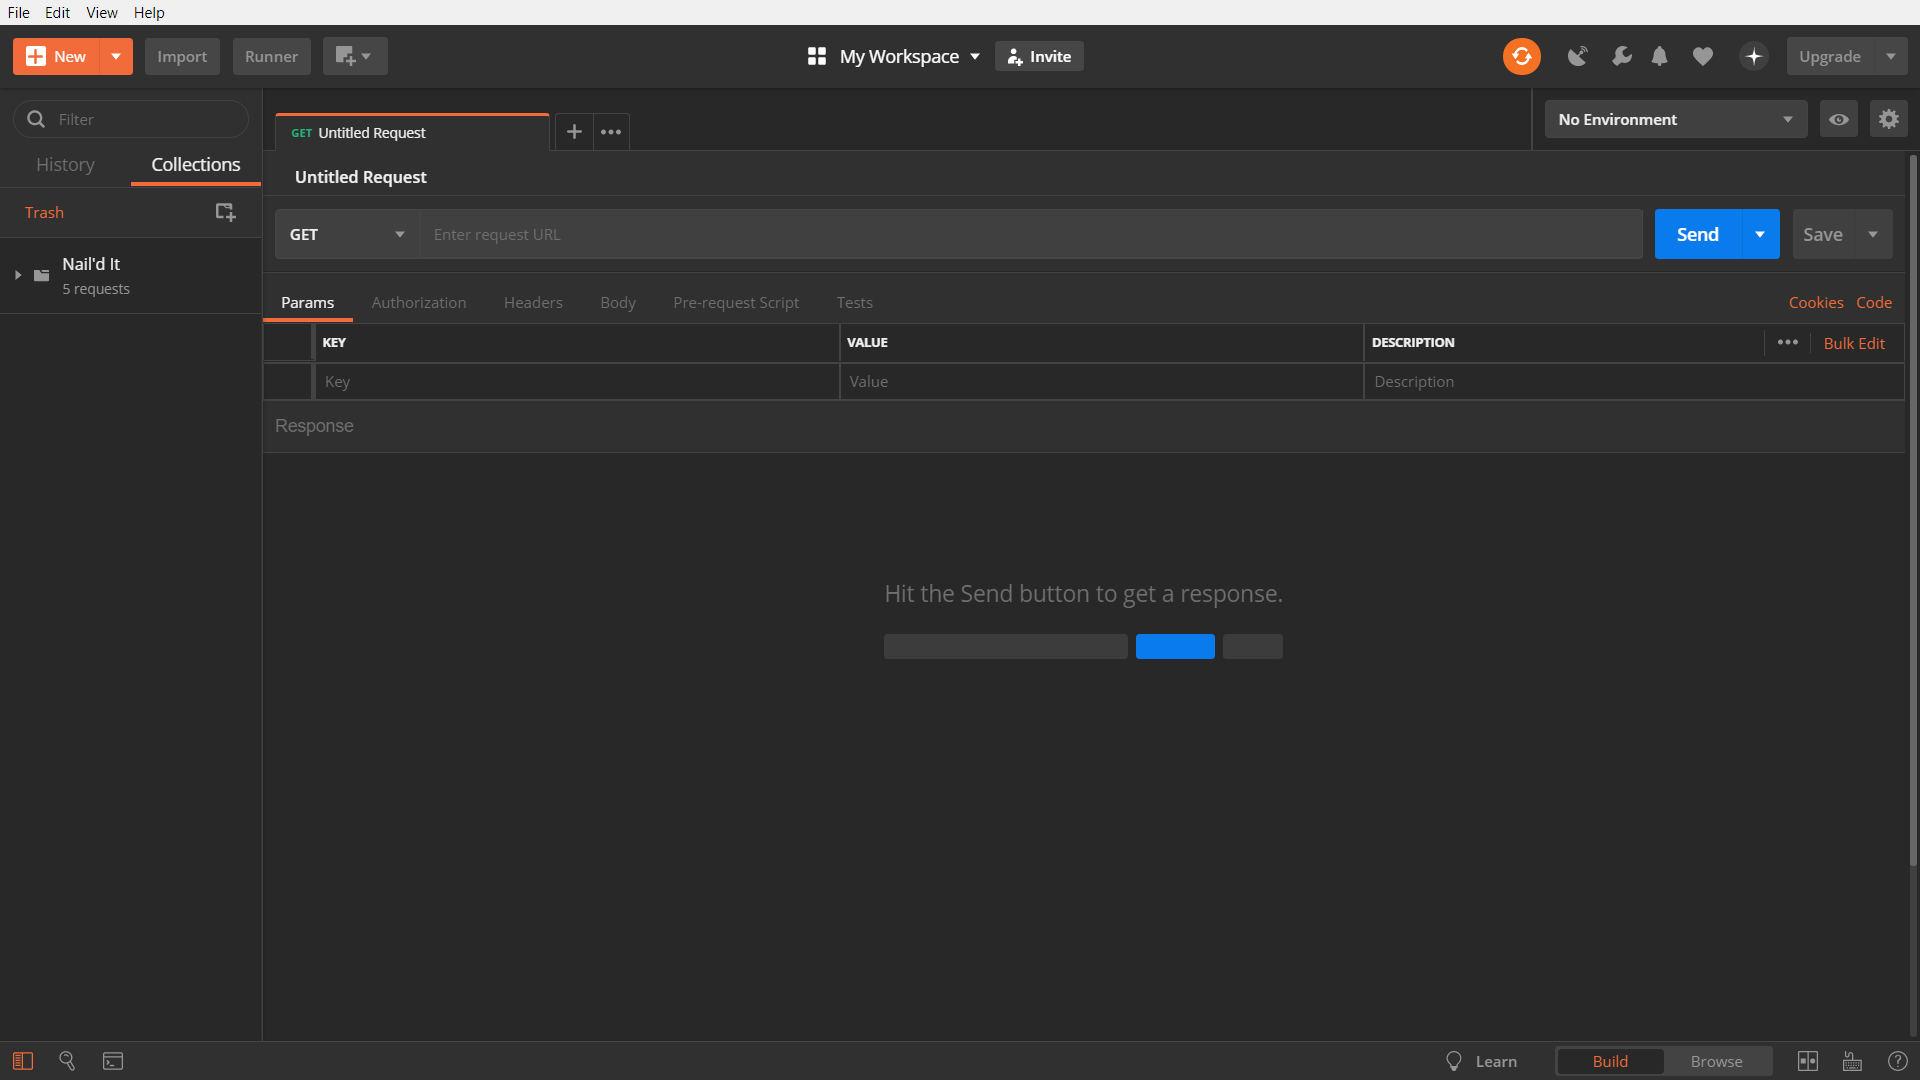 File Edit View Help
New Import Runner My Workspace Invite Upgrade
Filter
GET Untitled Request
No Environment
History Collections
Untitled Request
Trash
GET Enter request URL Send Save
Nail'd It
5 requests
Params Authorization Headers Body Pre-request Script Tests Cookies Code
KEY VALUE DESCRIPTION Bulk Edit
Key Value Description
Response
Hit the Send button to get a response.
Learn Build Browse